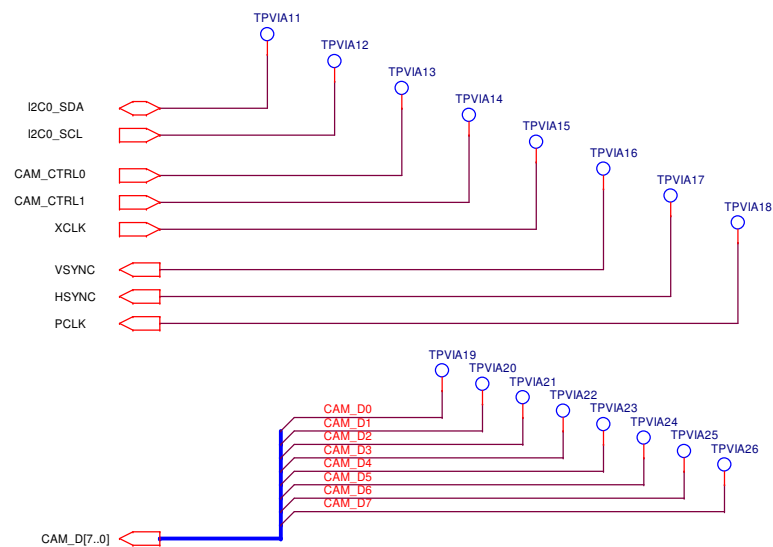 TPVIA11
TPVIA12
TPVIA13
TPVIA14
TPVIA15
TPVIA16
TPVIA17
TPVIA18
I2C0_SDA
I2C0_SCL
CAM_CTRL0
CAM_CTRL1
XCLK
VSYNC
HSYNC
PCLK
TPVIA19
TPVIA20
TPVIA21
TPVIA22
TPVIA23
TPVIA24
TPVIA25
TPVIA26
CAM_D0
CAM_D1
CAM_D2
CAM_D3
CAM_D4
CAM_D5
CAM_D6
CAM_D7
CAM_D[7..0]